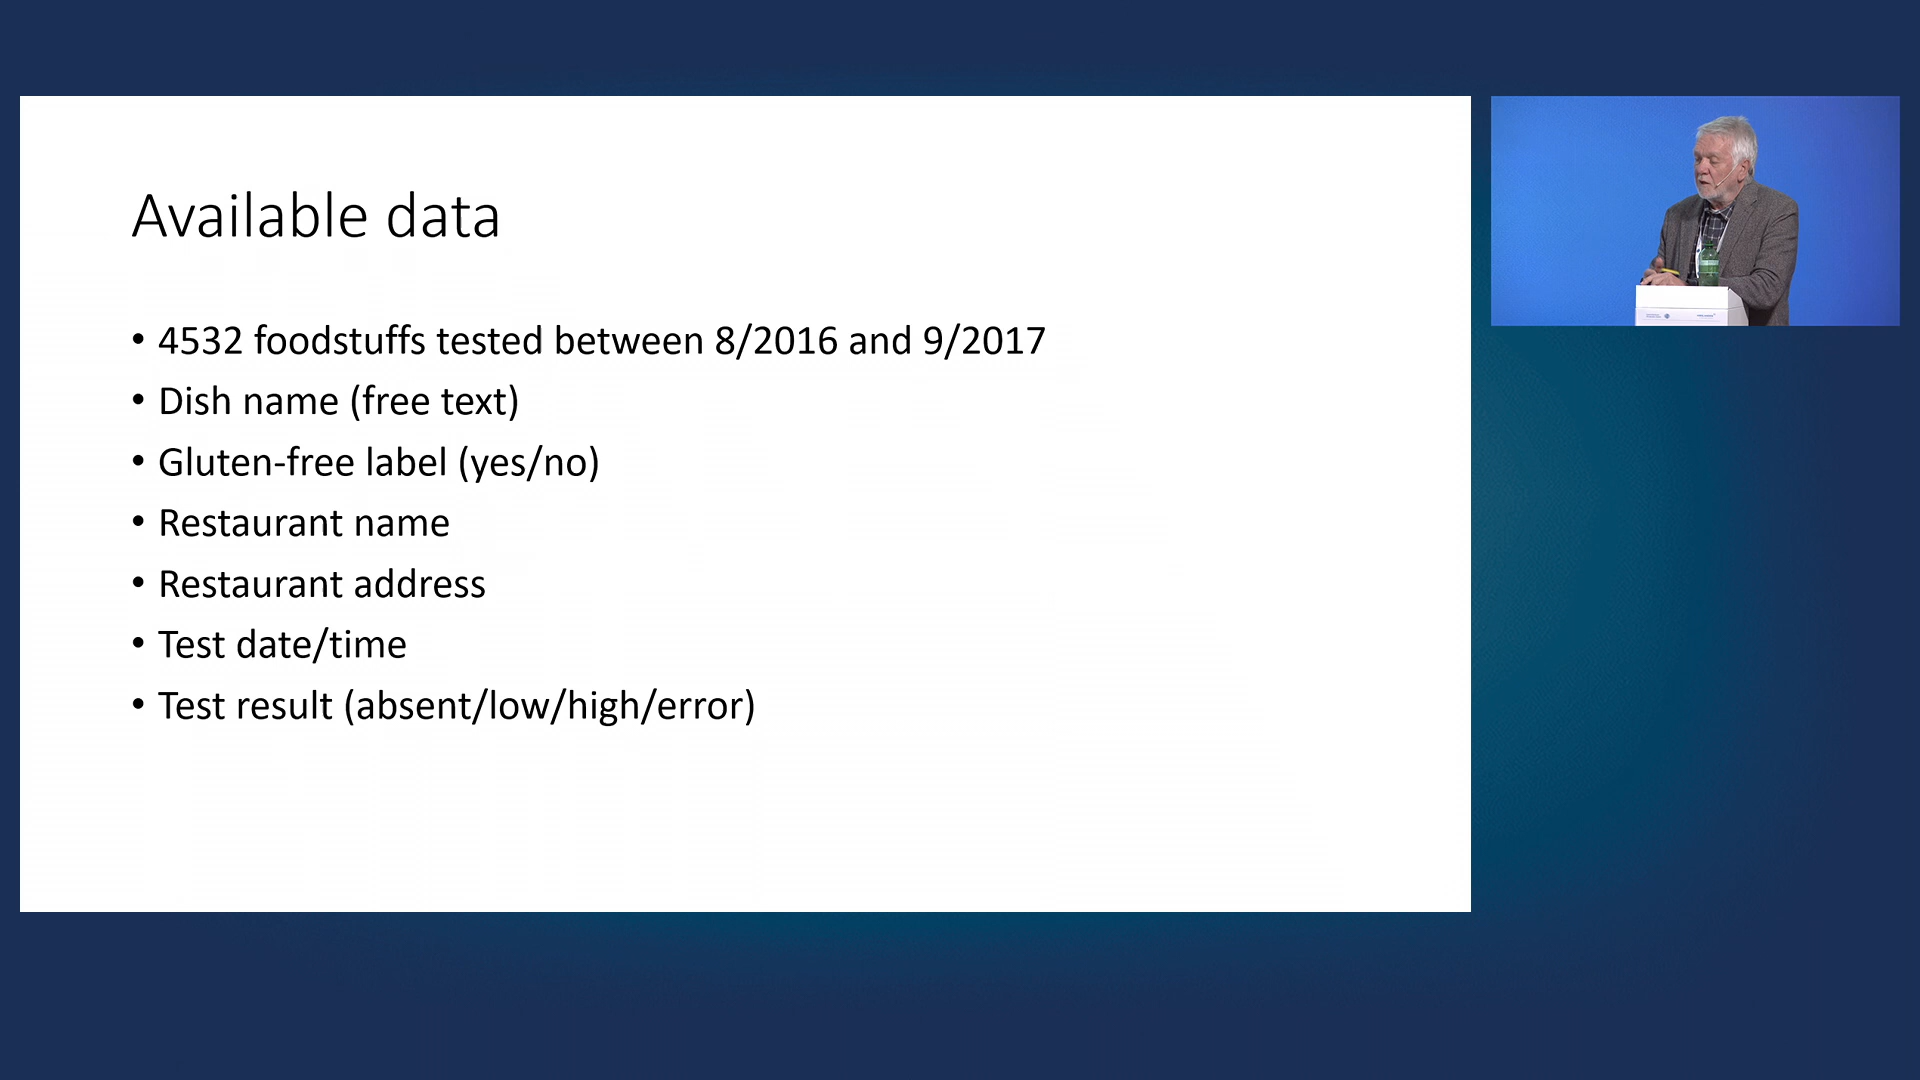 Available data
• 4532 foodstuffs tested between 8/2016 and 9/2017
• Dish name (free text)
• Gluten-free label (yes/no)
• Restaurant name
• Restaurant address
• Test date/time
• Test result (absent/low/high/error)